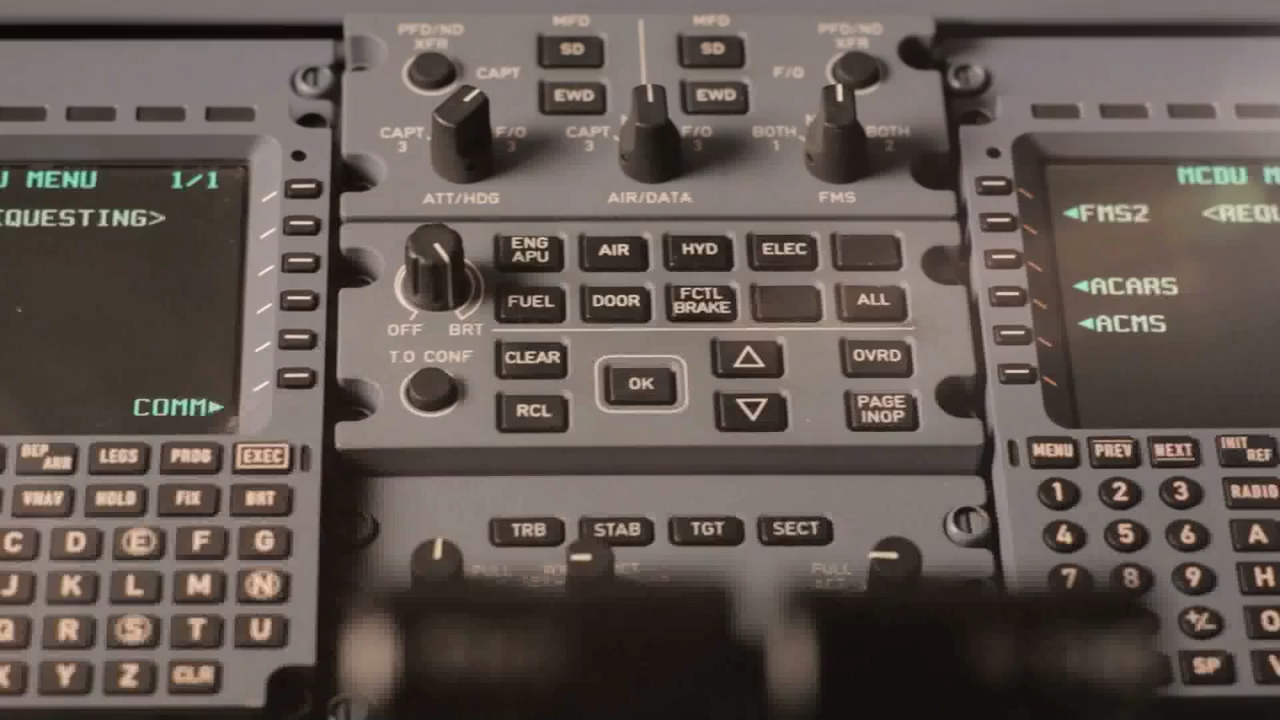 PFD/ND
XFR
MFD
MFD
PFD/ND
XFR
SD
SD
CAPT
F/O
EWD
EWD
CAPT
3
F/O
3
CAPT
3
F/O
3
BOTH
1
BOTH
2
ATT/HDG
AIR/DATA
FMS
MENU 1/1
QUESTING>
COMM
ENG
APU
AIR
HYD
ELEC
FUEL
DOOR
FCTL
BRAKE
ALL
OFF
BRT
T.O CONF
CLEAR
OK
△
OVRD
RCL
▽
PAGE
INOP
MCDU M
◄FMS2 <REQU
◄ACARS
◄ACMS
DEP
ARR
LEGS
PROG
EXEC
VNAV
HOLD
FIX
BRT
C D E F G
J K L M N
Q R S T U
X Y Z CLR
TRB
STAB
TGT
SECT
FULL
MENU
PREV
NEXT
INIT
REF
1 2 3 RADIO
4 5 6 A
7 8 9 H
+/-
SP